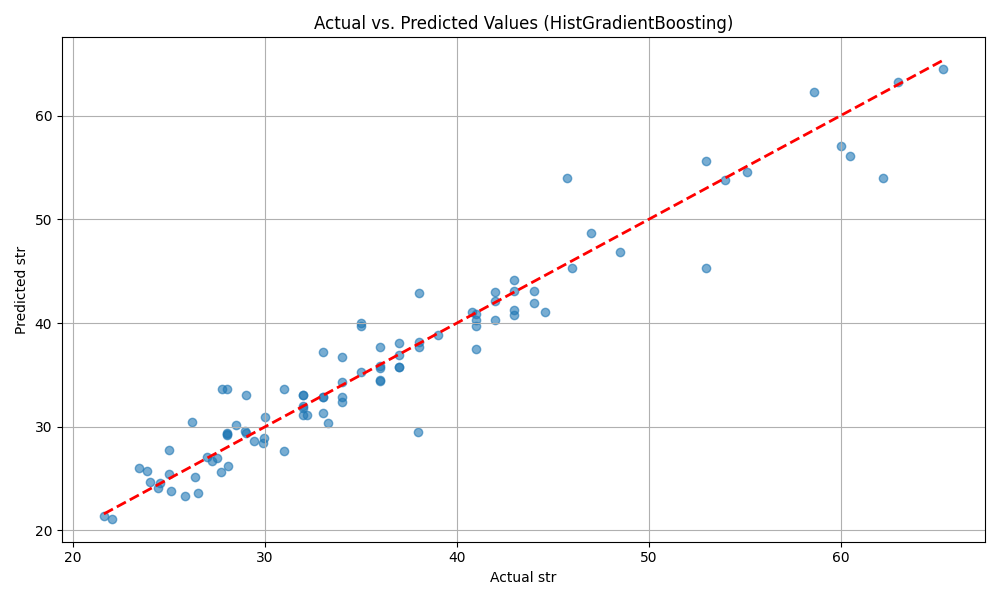 Actual vs. Predicted Values (HistGradientBoosting)
60
50
40
30
20
Predicted str
20 30 40 50 60
Actual str